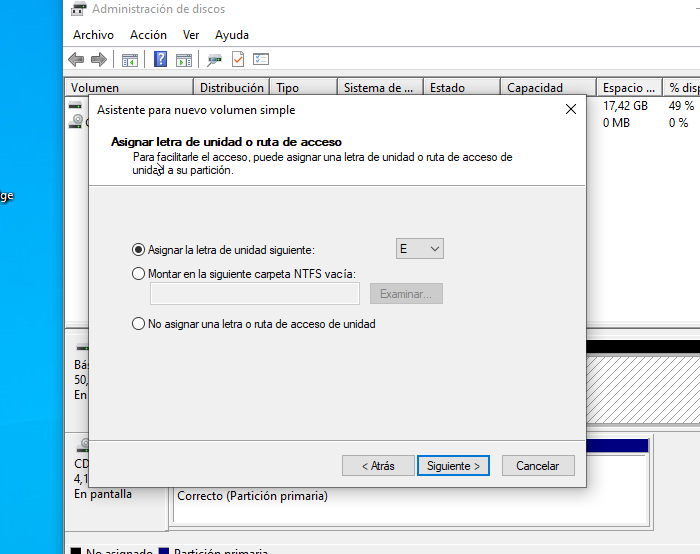 Administración de discos
Archivo Acción Ver Ayuda
Volumen Distribución Tipo Sistema de ... Estado Capacidad Espacio ... % disp
17,42 GB 49 %
0 MB 0 %
Asistente para nuevo volumen simple
Asignar letra de unidad o ruta de acceso
Para facilitarle el acceso, puede asignar una letra de unidad o ruta de acceso de
unidad a su partición.
ge
Asignar la letra de unidad siguiente: E
Montar en la siguiente carpeta NTFS vacía:
Examinar...
No asignar una letra o ruta de acceso de unidad
Bás
50,
En
< Atrás Siguiente > Cancelar
CD
4,1
En pantalla
Correcto (Partición primaria)
No asignado Partición primaria